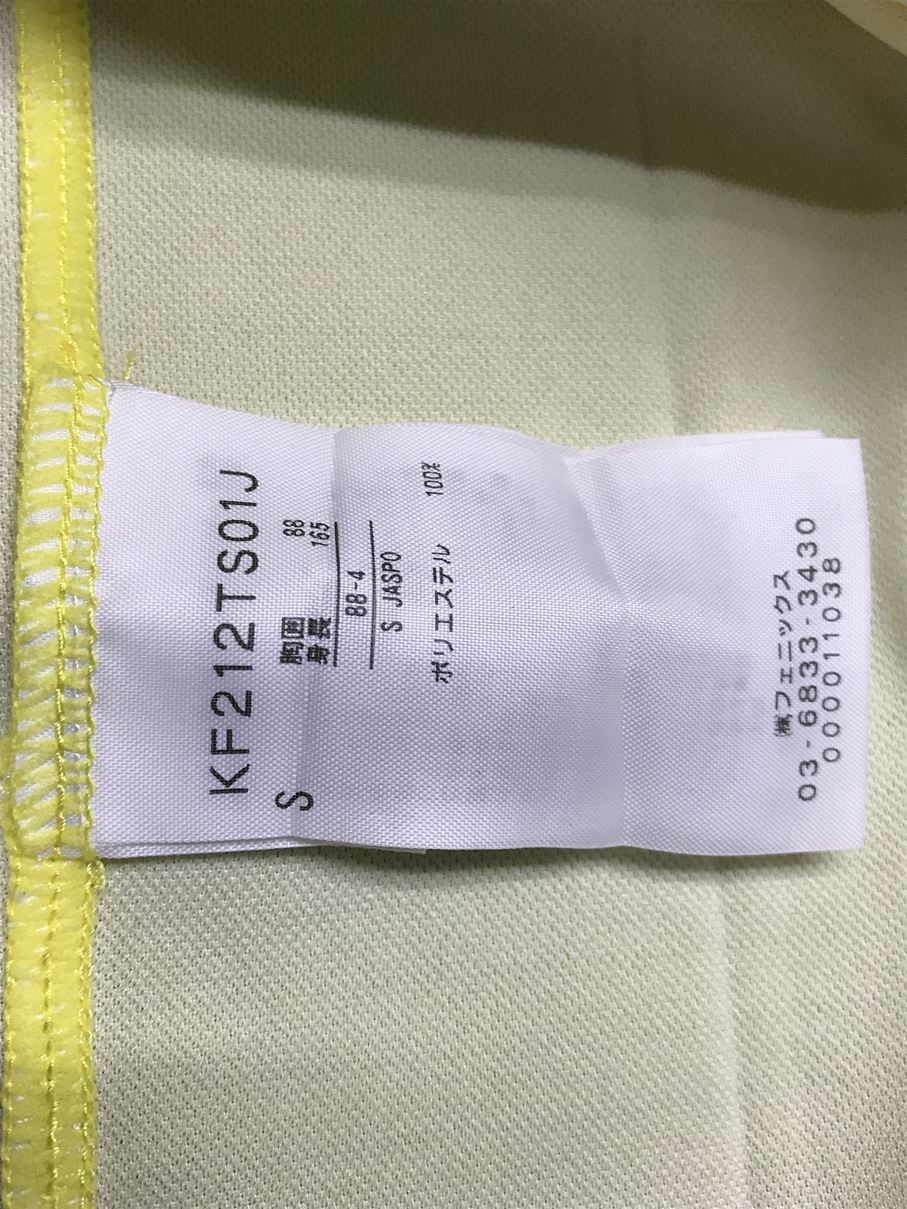 KF212TS01J
S
胸囲 88
身長 165
88-4
S JASPO
ポリエステル 100%
㈱フェニックス
03-6833-3430
000011038